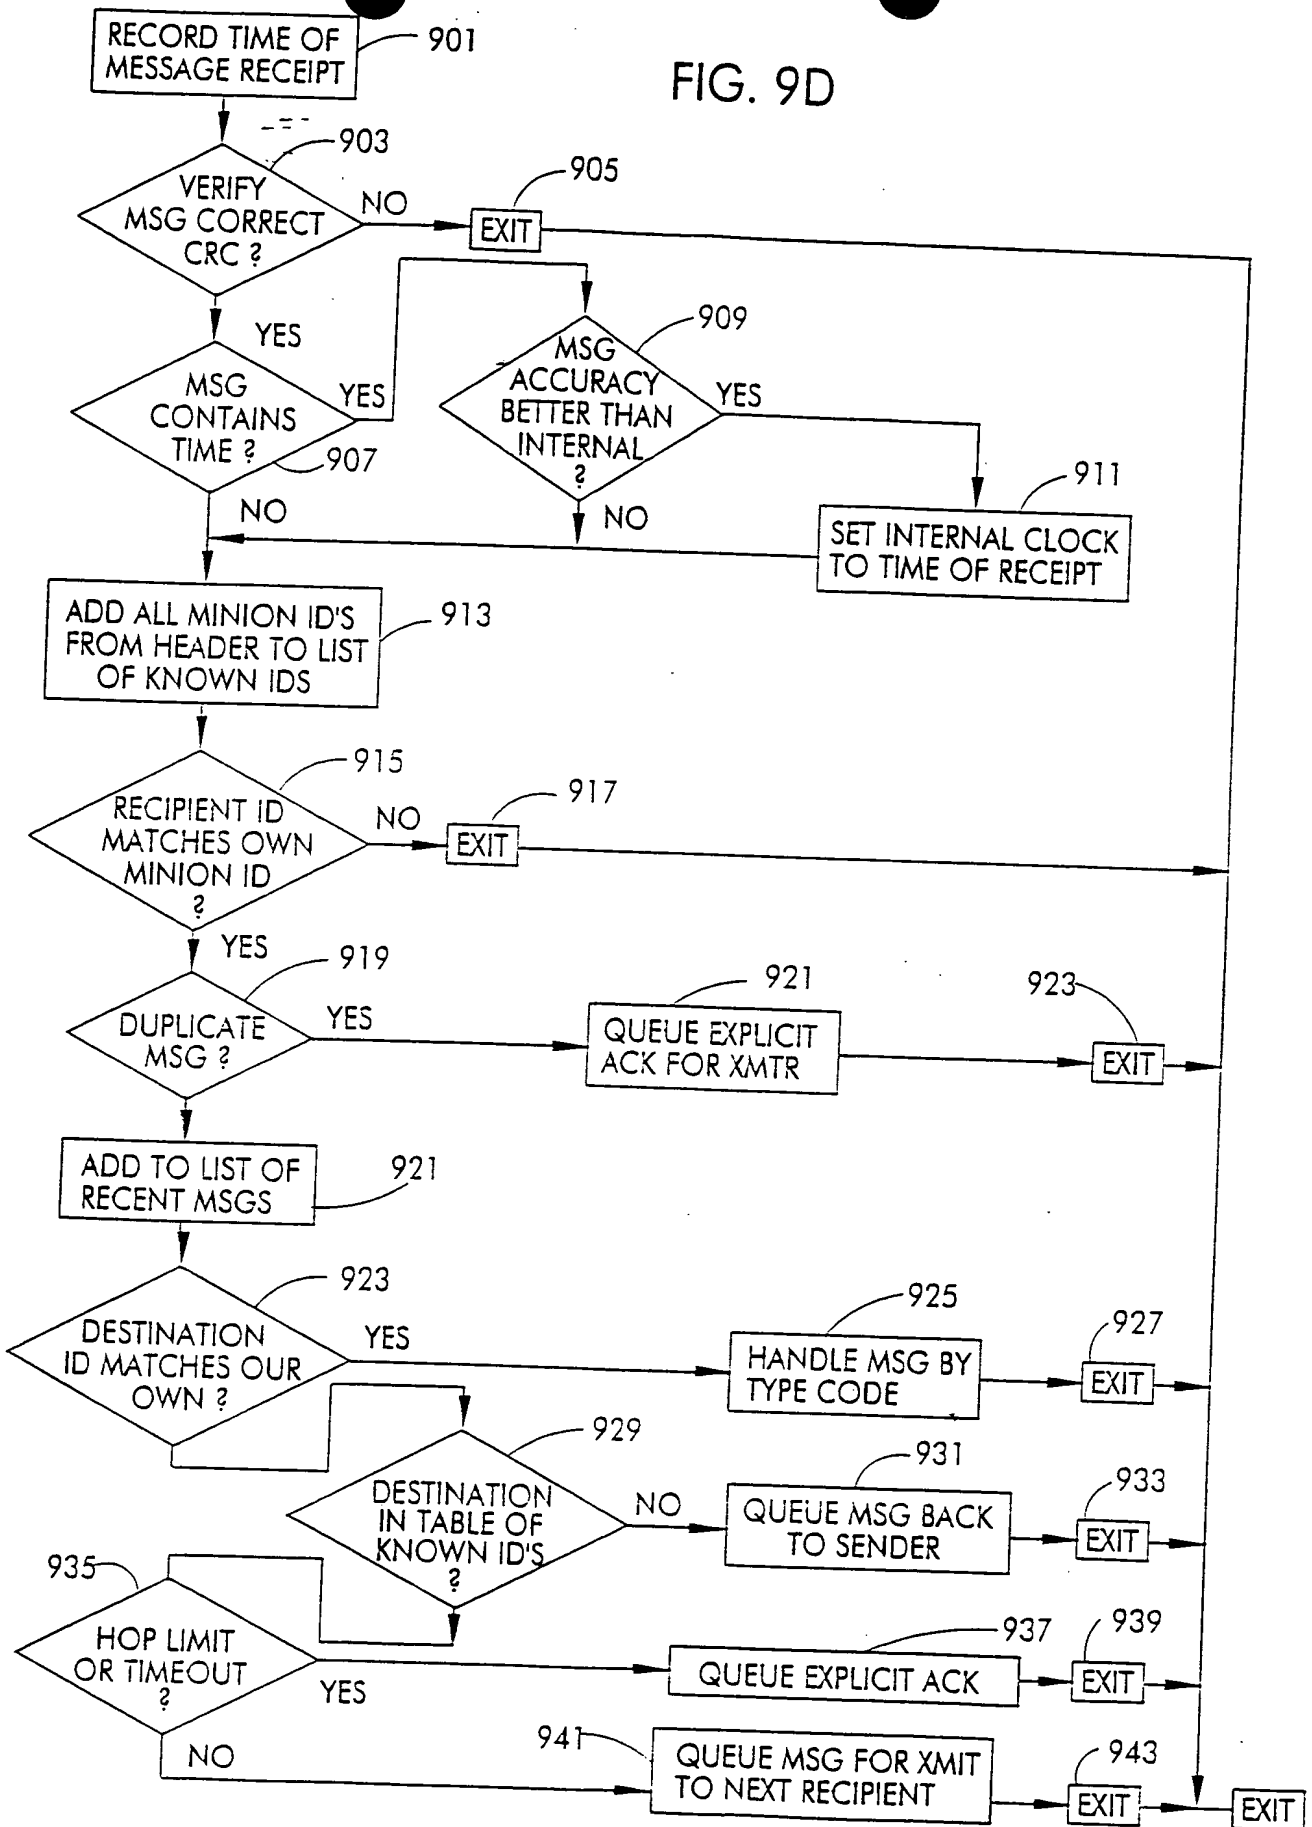 RECORD TIME OF
MESSAGE RECEIPT
901
FIG. 9D
903
VERIFY
MSG CORRECT
CRC ?
NO
905
EXIT
YES
909
MSG
ACCURACY
BETTER THAN
INTERNAL
?
YES
MSG
CONTAINS
TIME ?
YES
907
NO
NO
911
SET INTERNAL CLOCK
TO TIME OF RECEIPT
ADD ALL MINION ID'S
FROM HEADER TO LIST
OF KNOWN IDS
913
915
RECIPIENT ID
MATCHES OWN
MINION ID
?
NO
917
EXIT
YES
919
DUPLICATE
MSG ?
YES
921
QUEUE EXPLICIT
ACK FOR XMTR
923
EXIT
ADD TO LIST OF
RECENT MSGS
921
923
DESTINATION
ID MATCHES OUR
OWN ?
YES
925
HANDLE MSG BY
TYPE CODE
927
EXIT
929
DESTINATION
IN TABLE OF
KNOWN ID'S
?
NO
931
QUEUE MSG BACK
TO SENDER
933
EXIT
935
HOP LIMIT
OR TIMEOUT
?
YES
937
QUEUE EXPLICIT ACK
939
EXIT
NO
941
QUEUE MSG FOR XMIT
TO NEXT RECIPIENT
943
EXIT
EXIT